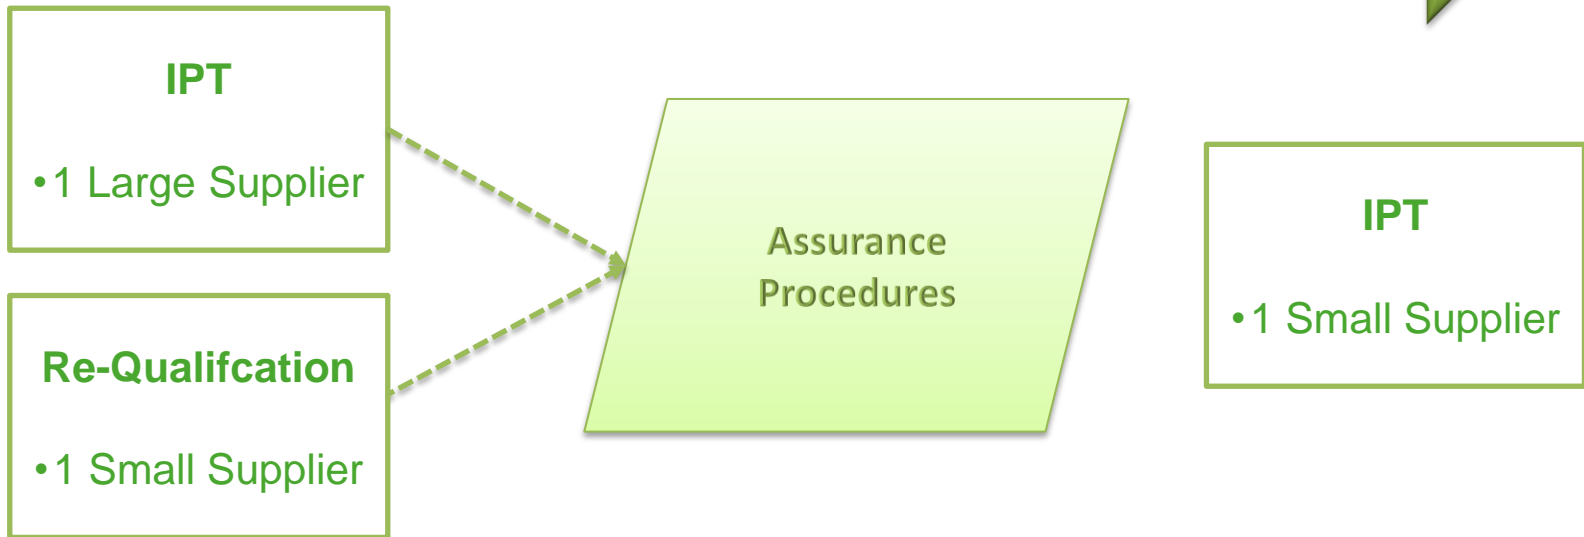 IPT
•1 Large Supplier
Re-Qualifcation
•1 Small Supplier
Assurance
Procedures
IPT
•1 Small Supplier